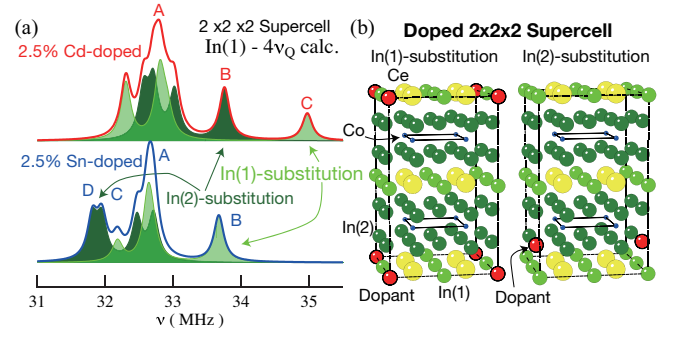 (a)
2 x2 x2 Supercell
In(1) - 4νQ calc.
2.5% Cd-doped
A
B
C
2.5% Sn-doped
A
D
C
B
In(1)-substitution
In(2)-substitution
31 32 33 34 35
ν ( MHz )
(b)
Doped 2x2x2 Supercell
In(1)-substitution
In(2)-substitution
Ce
Co
In(2)
Dopant
In(1)
Dopant